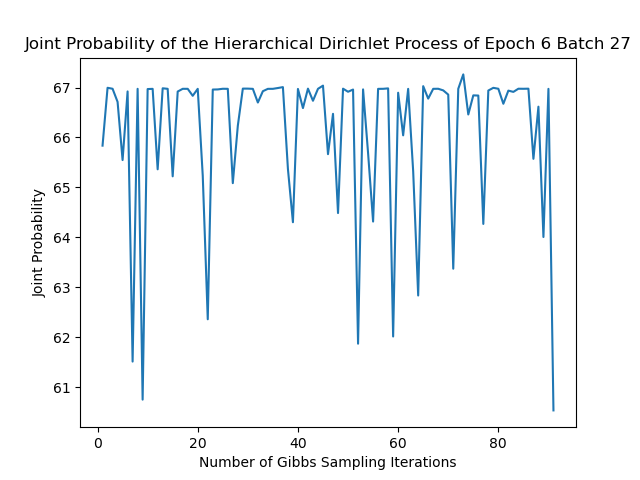 Joint Probability of the Hierarchical Dirichlet Process of Epoch 6 Batch 27
67
66
65
64
63
62
61
Joint Probability
0 20 40 60 80
Number of Gibbs Sampling Iterations